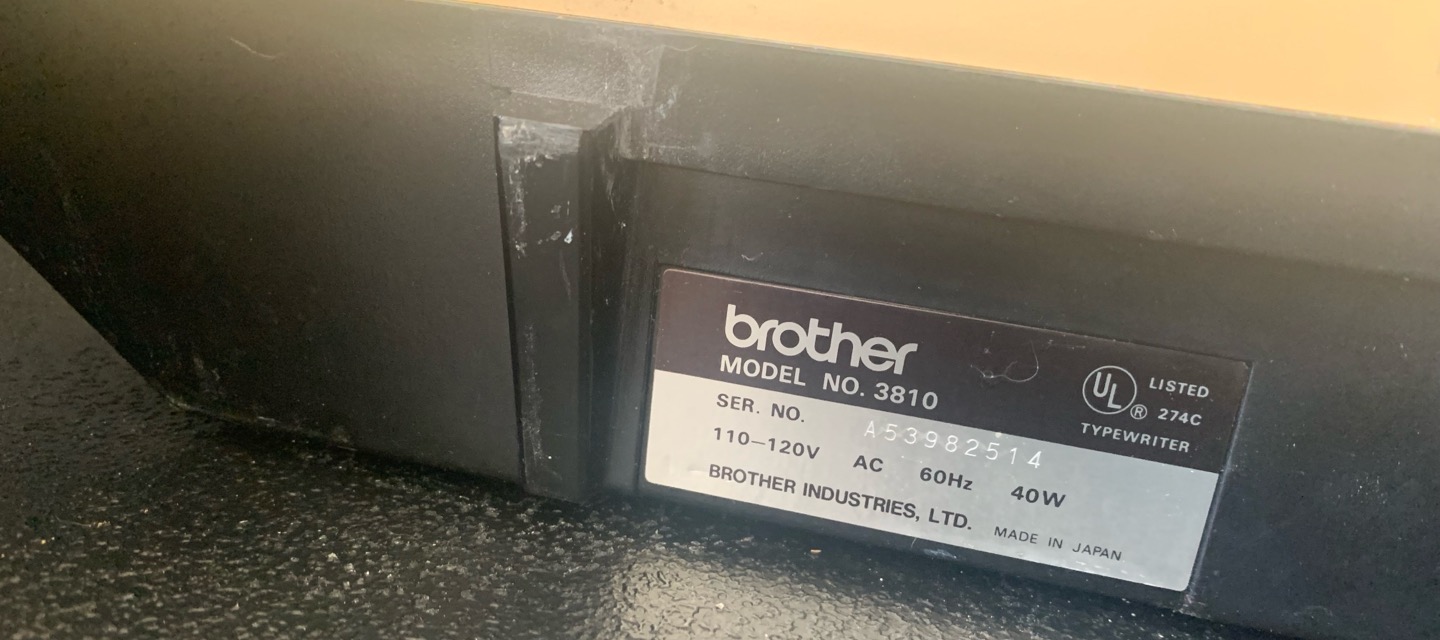 brother
MODEL NO. 3810
UL® LISTED
274C
TYPEWRITER
SER. NO. A53982514
110–120V AC 60Hz 40W
BROTHER INDUSTRIES, LTD. MADE IN JAPAN